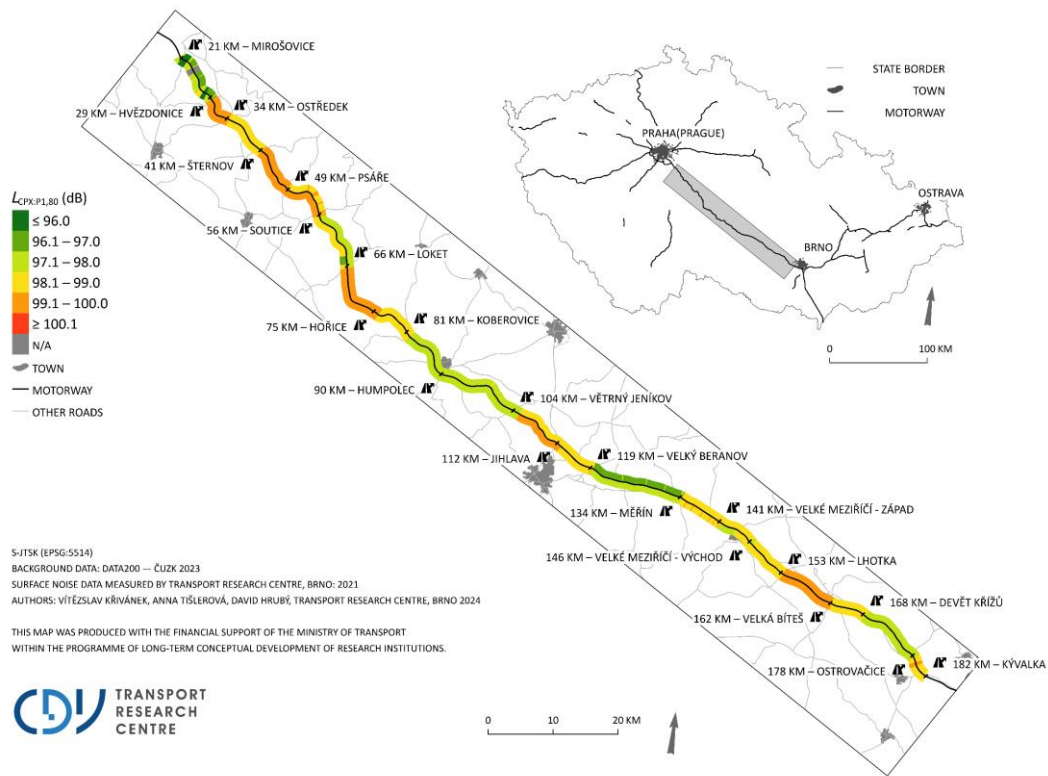 21 KM – MIROŠOVICE
29 KM – HVĚZDONICE
34 KM – OSTŘEDEK
41 KM – ŠTERNOV
49 KM – PSÁŘE
56 KM – SOUTICE
66 KM – LOKET
75 KM – HOŘICE
81 KM – KOBEROVICE
90 KM – HUMPOLEC
104 KM – VĚTRNÝ JENÍKOV
112 KM – JIHLAVA
119 KM – VELKÝ BERANOV
134 KM – MĚŘÍN
141 KM – VELKÉ MEZIŘÍČÍ - ZÁPAD
146 KM – VELKÉ MEZIŘÍČÍ - VÝCHOD
153 KM – LHOTKA
162 KM – VELKÁ BÍTEŠ
168 KM – DEVĚT KŘÍŽŮ
178 KM – OSTROVAČICE
182 KM – KÝVALKA
STATE BORDER
TOWN
MOTORWAY
PRAHA(PRAGUE)
OSTRAVA
BRNO
0 100 KM
LCPX:P1,80 (dB)
≤ 96.0
96.1 – 97.0
97.1 – 98.0
98.1 – 99.0
99.1 – 100.0
≥ 100.1
N/A
TOWN
MOTORWAY
OTHER ROADS
S-JTSK (EPSG:5514)
BACKGROUND DATA: DATA200 — ČUZK 2023
SURFACE NOISE DATA MEASURED BY TRANSPORT RESEARCH CENTRE, BRNO: 2021
AUTHORS: VÍTĚZSLAV KŘIVÁNEK, ANNA TIŠLEROVÁ, DAVID HRUBÝ, TRANSPORT RESEARCH CENTRE, BRNO 2024
THIS MAP WAS PRODUCED WITH THE FINANCIAL SUPPORT OF THE MINISTRY OF TRANSPORT
WITHIN THE PROGRAMME OF LONG-TERM CONCEPTUAL DEVELOPMENT OF RESEARCH INSTITUTIONS.
CDV
TRANSPORT
RESEARCH
CENTRE
0 10 20 KM